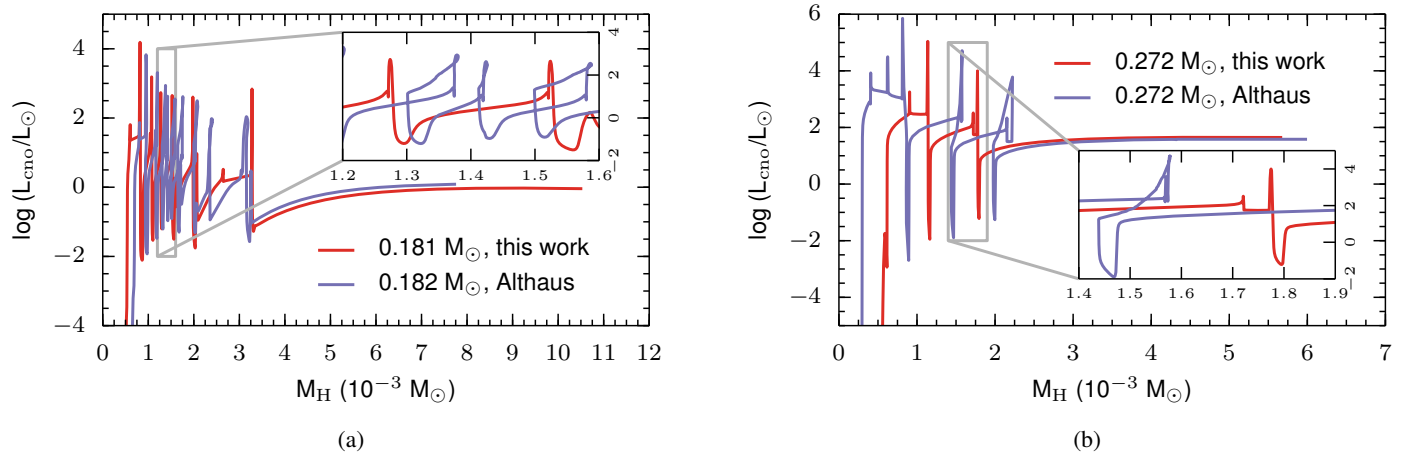 4
2
0
−2
−4
log (L_cno/L_⊙)
0 1 2 3 4 5 6 7 8 9 10 11 12
M_H (10^−3 M_⊙)
4
2
0
−2
1.2 1.3 1.4 1.5 1.6
0.181 M_⊙, this work
0.182 M_⊙, Althaus
(a)
6
4
2
0
−2
−4
log (L_cno/L_⊙)
0 1 2 3 4 5 6 7
M_H (10^−3 M_⊙)
0.272 M_⊙, this work
0.272 M_⊙, Althaus
4
2
0
−2
1.4 1.5 1.6 1.7 1.8 1.9
(b)